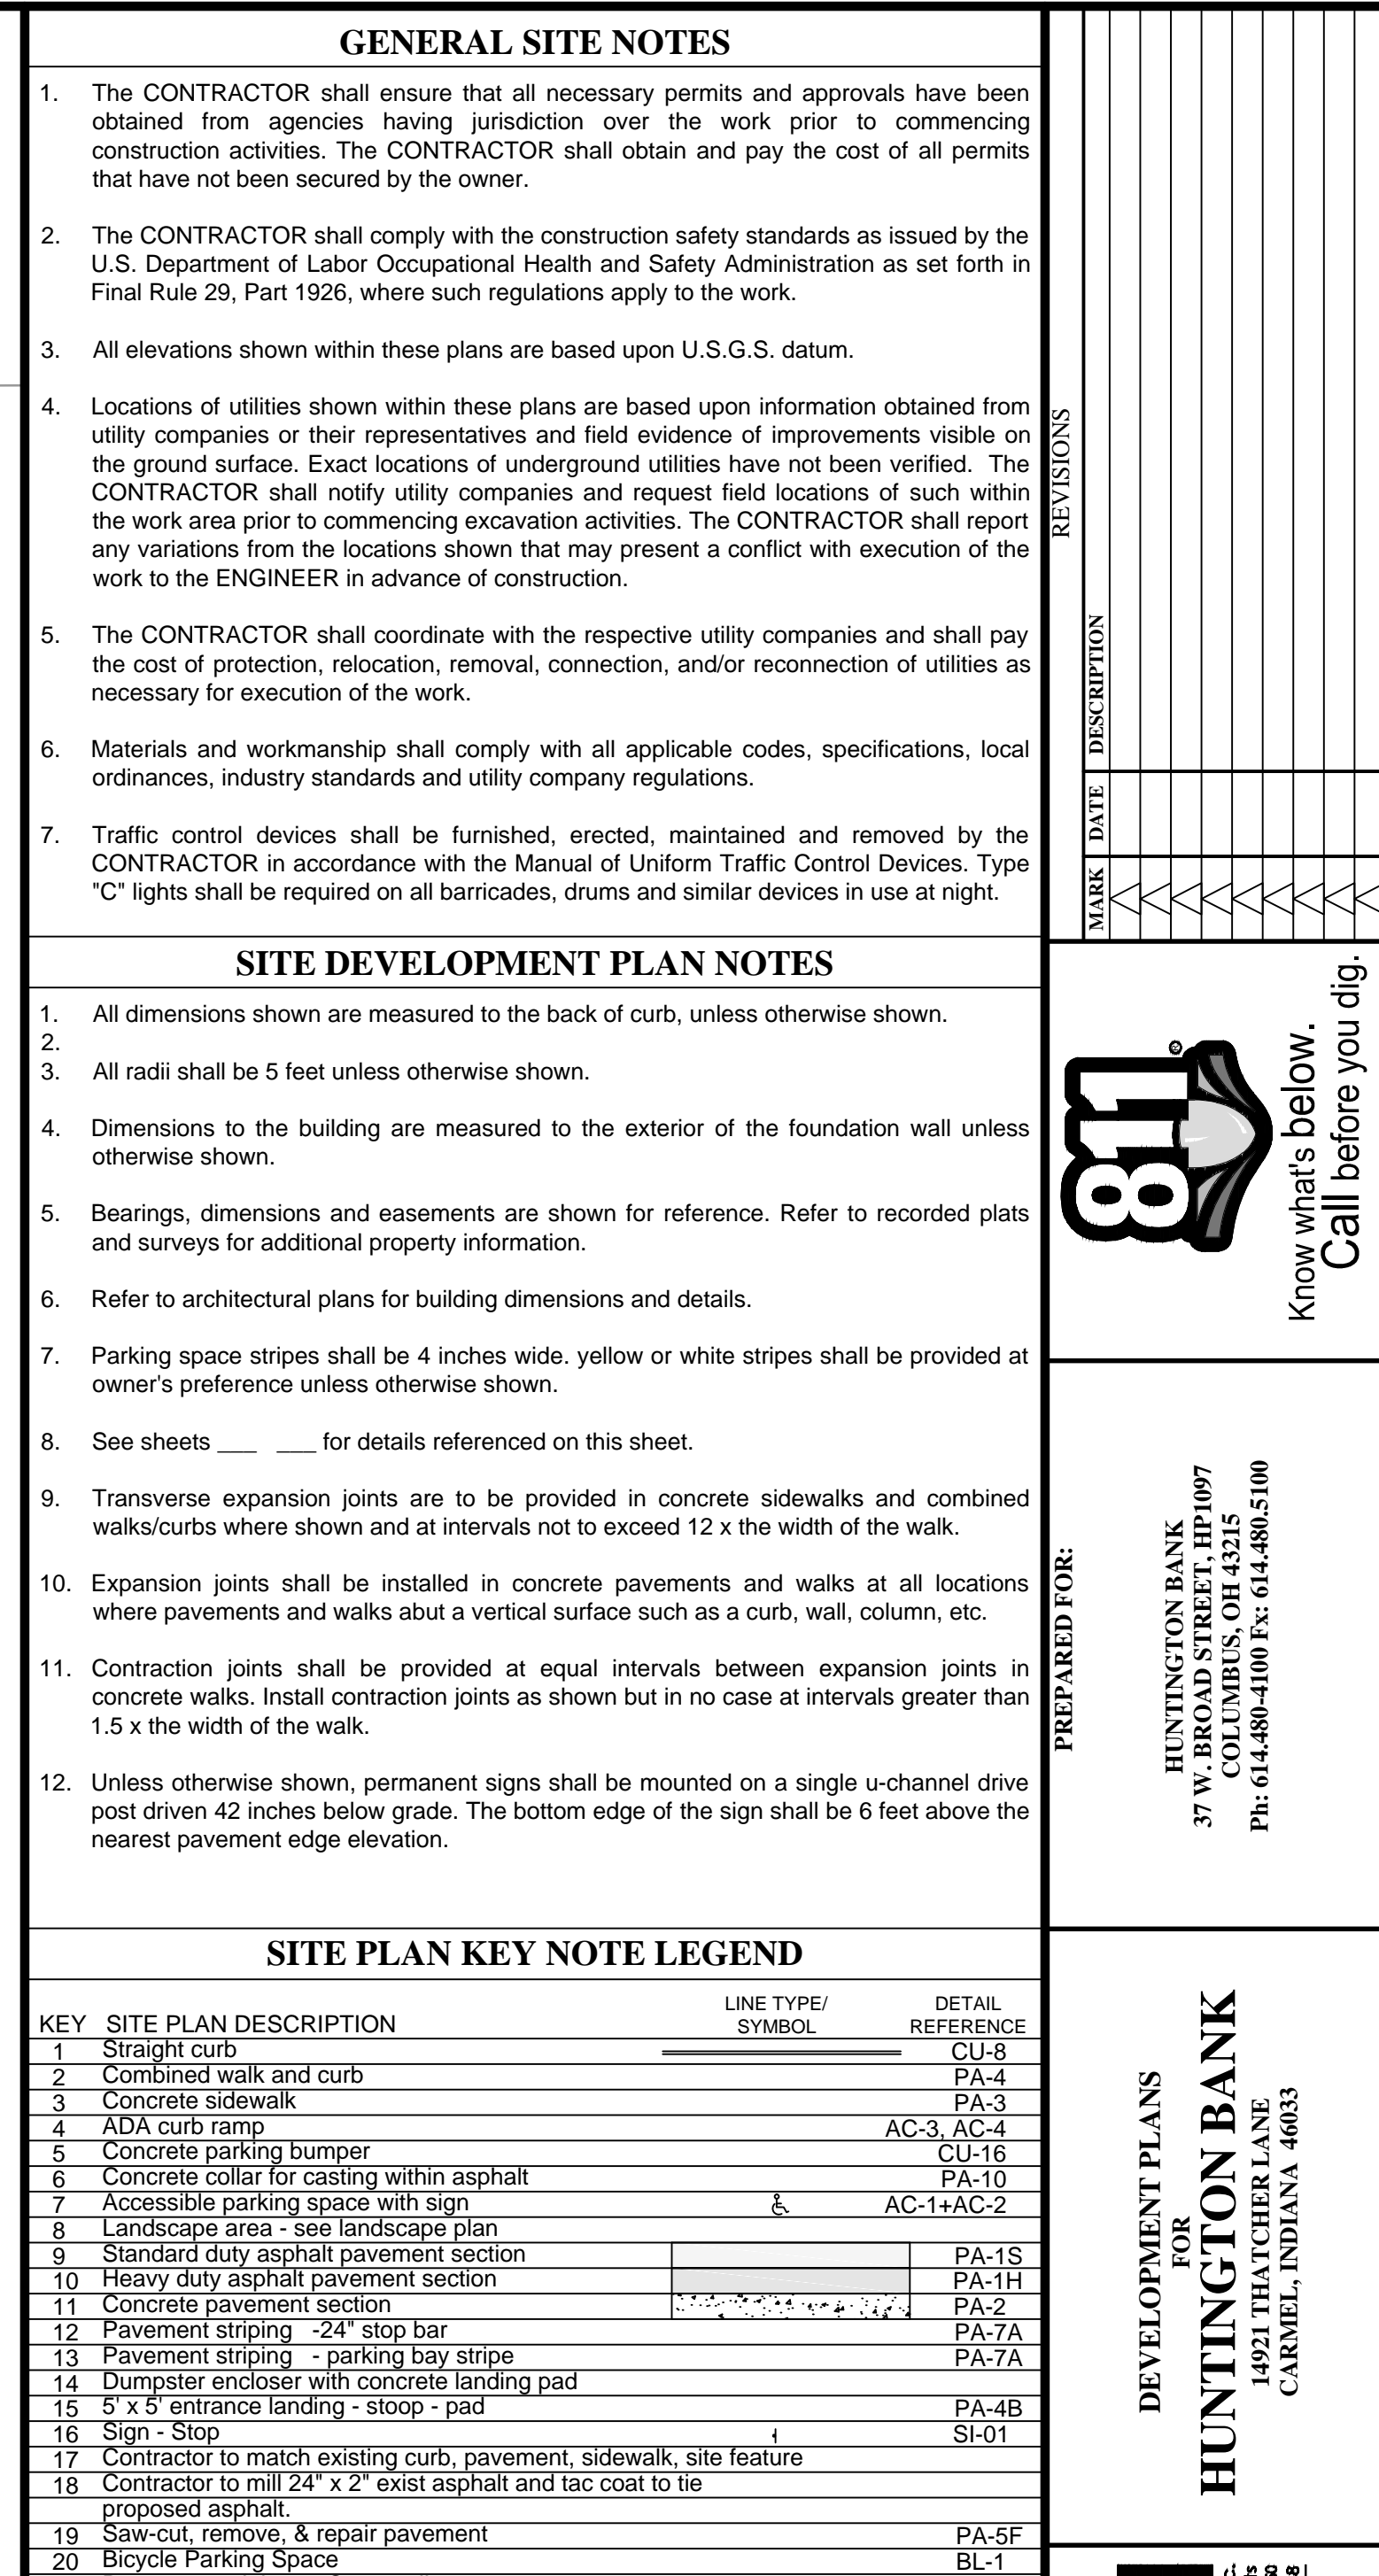 GENERAL SITE NOTES
1. The CONTRACTOR shall ensure that all necessary permits and approvals have been
obtained from agencies having jurisdiction over the work prior to commencing
construction activities. The CONTRACTOR shall obtain and pay the cost of all permits
that have not been secured by the owner.
2. The CONTRACTOR shall comply with the construction safety standards as issued by the
U.S. Department of Labor Occupational Health and Safety Administration as set forth in
Final Rule 29, Part 1926, where such regulations apply to the work.
3. All elevations shown within these plans are based upon U.S.G.S. datum.
4. Locations of utilities shown within these plans are based upon information obtained from
utility companies or their representatives and field evidence of improvements visible on
the ground surface. Exact locations of underground utilities have not been verified. The
CONTRACTOR shall notify utility companies and request field locations of such within
the work area prior to commencing excavation activities. The CONTRACTOR shall report
any variations from the locations shown that may present a conflict with execution of the
work to the ENGINEER in advance of construction.
5. The CONTRACTOR shall coordinate with the respective utility companies and shall pay
the cost of protection, relocation, removal, connection, and/or reconnection of utilities as
necessary for execution of the work.
6. Materials and workmanship shall comply with all applicable codes, specifications, local
ordinances, industry standards and utility company regulations.
7. Traffic control devices shall be furnished, erected, maintained and removed by the
CONTRACTOR in accordance with the Manual of Uniform Traffic Control Devices. Type
"C" lights shall be required on all barricades, drums and similar devices in use at night.
SITE DEVELOPMENT PLAN NOTES
1. All dimensions shown are measured to the back of curb, unless otherwise shown.
2.
3. All radii shall be 5 feet unless otherwise shown.
4. Dimensions to the building are measured to the exterior of the foundation wall unless
otherwise shown.
5. Bearings, dimensions and easements are shown for reference. Refer to recorded plats
and surveys for additional property information.
6. Refer to architectural plans for building dimensions and details.
7. Parking space stripes shall be 4 inches wide. yellow or white stripes shall be provided at
owner's preference unless otherwise shown.
8. See sheets ___ ___ for details referenced on this sheet.
9. Transverse expansion joints are to be provided in concrete sidewalks and combined
walks/curbs where shown and at intervals not to exceed 12 x the width of the walk.
10. Expansion joints shall be installed in concrete pavements and walks at all locations
where pavements and walks abut a vertical surface such as a curb, wall, column, etc.
11. Contraction joints shall be provided at equal intervals between expansion joints in
concrete walks. Install contraction joints as shown but in no case at intervals greater than
1.5 x the width of the walk.
12. Unless otherwise shown, permanent signs shall be mounted on a single u-channel drive
post driven 42 inches below grade. The bottom edge of the sign shall be 6 feet above the
nearest pavement edge elevation.
SITE PLAN KEY NOTE LEGEND
KEY SITE PLAN DESCRIPTION LINE TYPE/ SYMBOL DETAIL REFERENCE
1 Straight curb CU-8
2 Combined walk and curb PA-4
3 Concrete sidewalk PA-3
4 ADA curb ramp AC-3, AC-4
5 Concrete parking bumper CU-16
6 Concrete collar for casting within asphalt PA-10
7 Accessible parking space with sign AC-1+AC-2
8 Landscape area - see landscape plan
9 Standard duty asphalt pavement section PA-1S
10 Heavy duty asphalt pavement section PA-1H
11 Concrete pavement section PA-2
12 Pavement striping -24" stop bar PA-7A
13 Pavement striping - parking bay stripe PA-7A
14 Dumpster encloser with concrete landing pad
15 5' x 5' entrance landing - stoop - pad PA-4B
16 Sign - Stop SI-01
17 Contractor to match existing curb, pavement, sidewalk, site feature
18 Contractor to mill 24" x 2" exist asphalt and tac coat to tie
proposed asphalt.
19 Saw-cut, remove, & repair pavement PA-5F
20 Bicycle Parking Space BL-1
REVISIONS
MARK DATE DESCRIPTION
811
®
Know what's below.
Call before you dig.
PREPARED FOR:
HUNTINGTON BANK
37 W. BROAD STREET, HP1097
COLUMBUS, OH 43215
Ph: 614.480-4100 Fx: 614.480.5100
DEVELOPMENT PLANS
FOR
HUNTINGTON BANK
14921 THATCHER LANE
CARMEL, INDIANA 46033